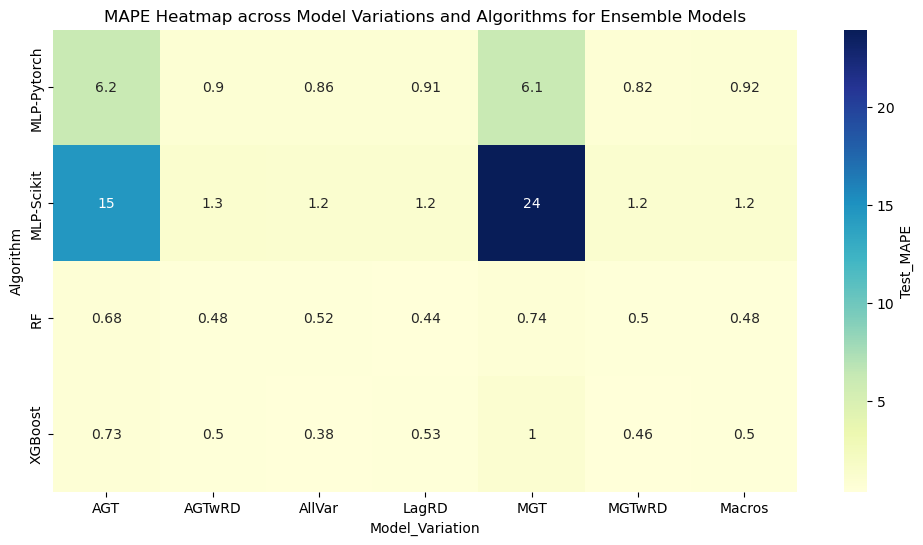 MAPE Heatmap across Model Variations and Algorithms for Ensemble Models
Algorithm
MLP-Pytorch
6.2 0.9 0.86 0.91 6.1 0.82 0.92
MLP-Scikit
15 1.3 1.2 1.2 24 1.2 1.2
RF
0.68 0.48 0.52 0.44 0.74 0.5 0.48
XGBoost
0.73 0.5 0.38 0.53 1 0.46 0.5
AGT AGTwRD AllVar LagRD MGT MGTwRD Macros
Model_Variation
20
15
10
5
Test_MAPE